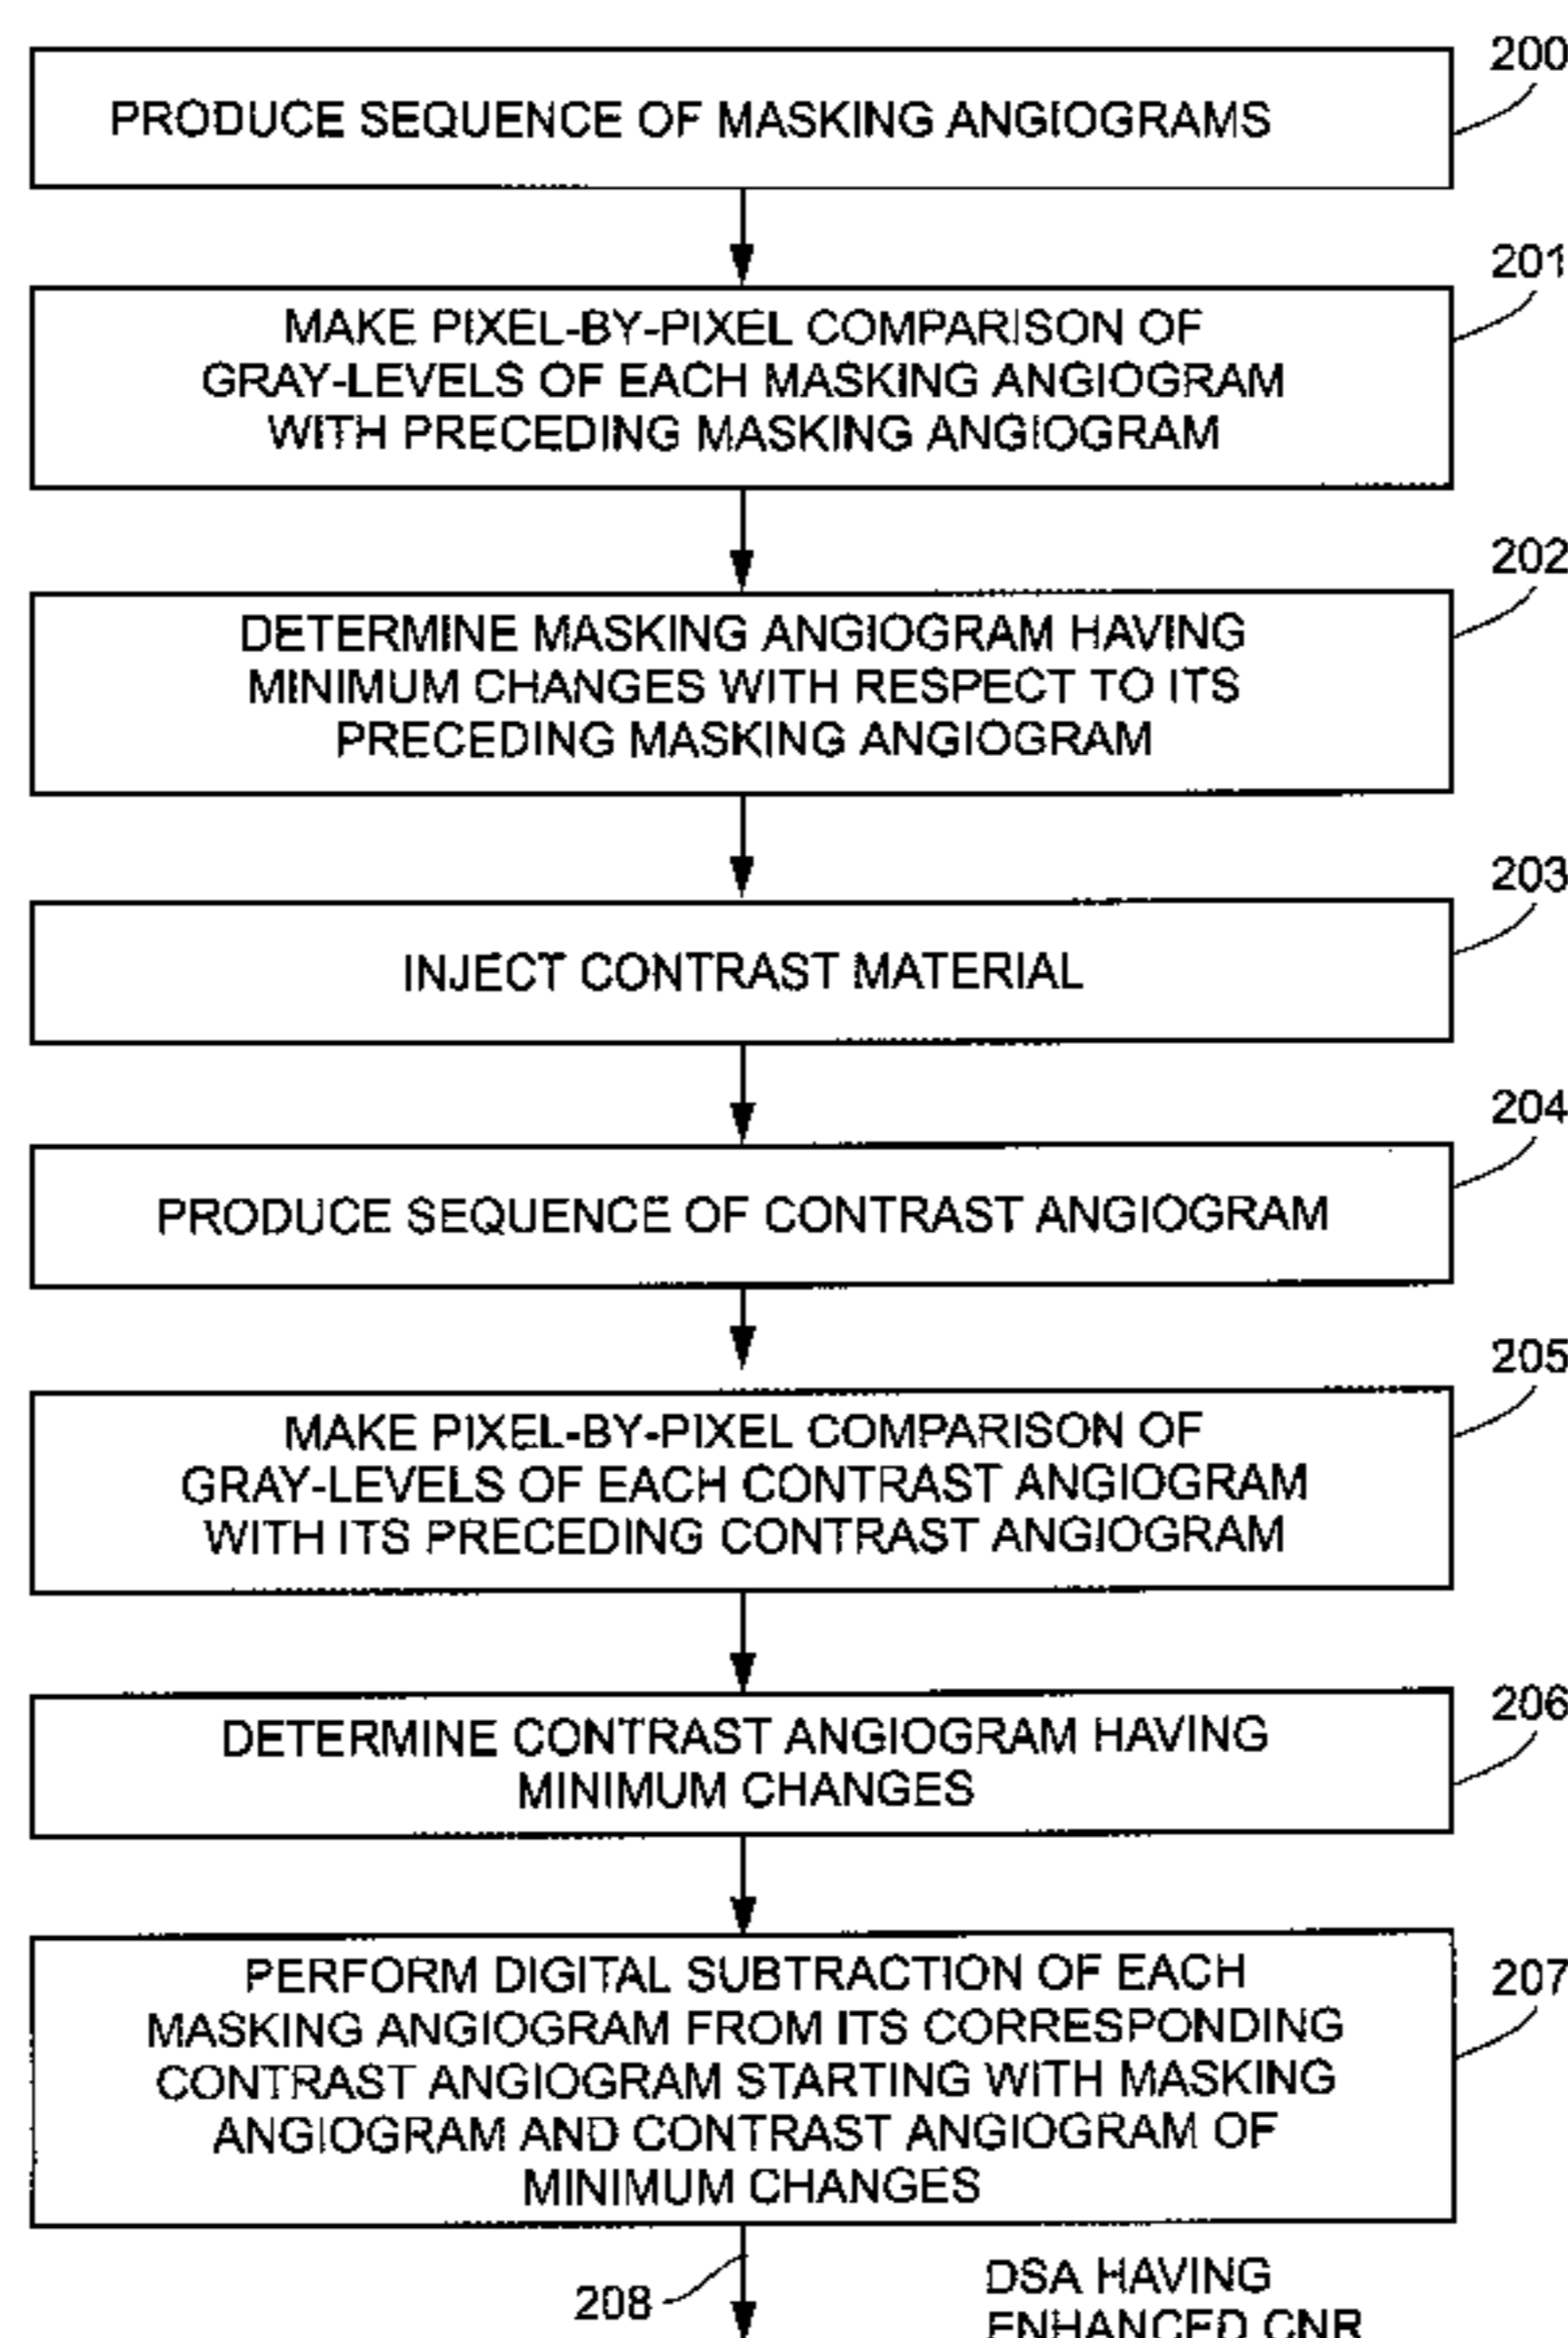 200
PRODUCE SEQUENCE OF MASKING ANGIOGRAMS
201
MAKE PIXEL-BY-PIXEL COMPARISON OF
GRAY-LEVELS OF EACH MASKING ANGIOGRAM
WITH PRECEDING MASKING ANGIOGRAM
202
DETERMINE MASKING ANGIOGRAM HAVING
MINIMUM CHANGES WITH RESPECT TO ITS
PRECEDING MASKING ANGIOGRAM
203
INJECT CONTRAST MATERIAL
204
PRODUCE SEQUENCE OF CONTRAST ANGIOGRAM
205
MAKE PIXEL-BY-PIXEL COMPARISON OF
GRAY-LEVELS OF EACH CONTRAST ANGIOGRAM
WITH ITS PRECEDING CONTRAST ANGIOGRAM
206
DETERMINE CONTRAST ANGIOGRAM HAVING
MINIMUM CHANGES
207
PERFORM DIGITAL SUBTRACTION OF EACH
MASKING ANGIOGRAM FROM ITS CORRESPONDING
CONTRAST ANGIOGRAM STARTING WITH MASKING
ANGIOGRAM AND CONTRAST ANGIOGRAM OF
MINIMUM CHANGES
208
DSA HAVING
ENHANCED CNR